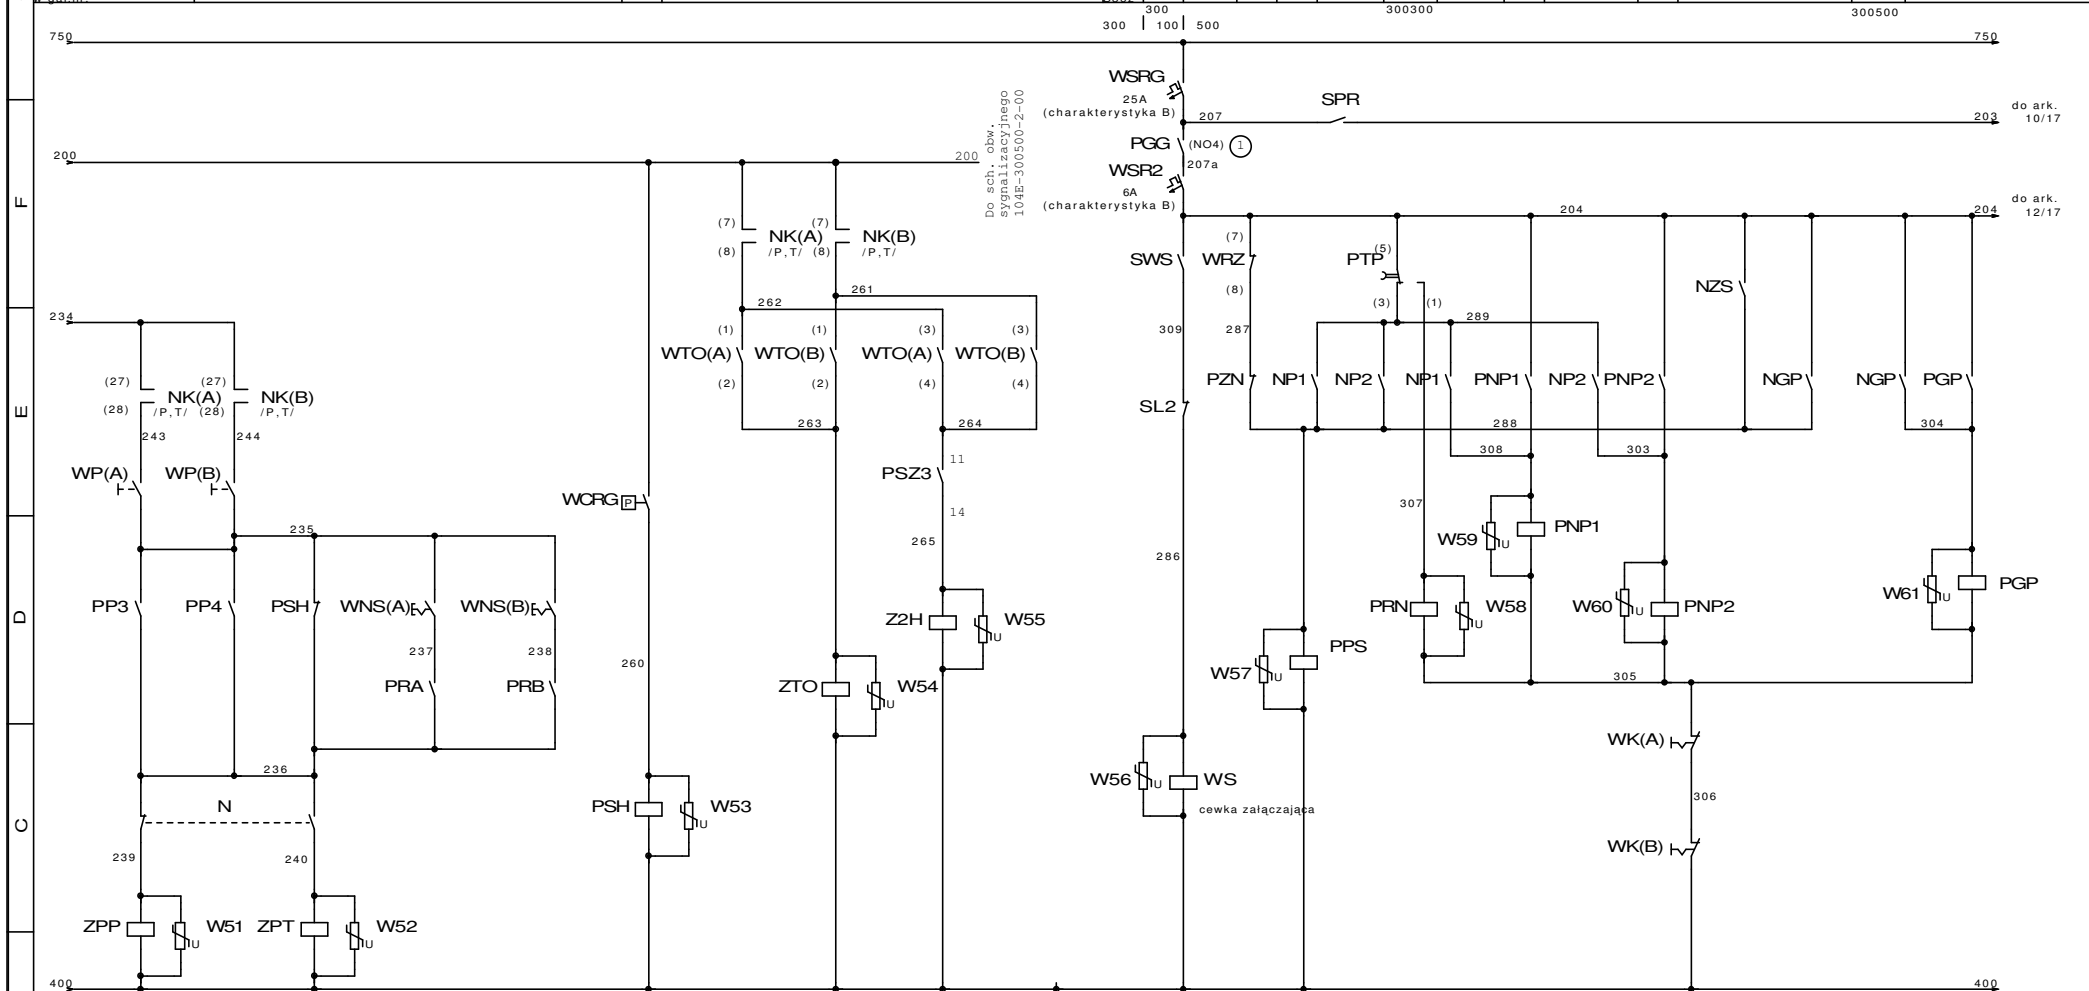 300
300300
300500
300 100 500
750
750
WSRG
25A
(charakterystyka B)
SPR
207
203
do ark.
10/17
PGG (NO4) 1
207a
WSR2
6A
(charakterystyka B)
200
200
Do sch. obw.
sygnalizacyjnego
104E-300500-2-00
F
204
204
do ark.
12/17
(7)
NK(A)
/P,T/
(8)
(7)
NK(B)
/P,T/
(8)
SWS
(7)
WRZ
(8)
(5)
PTP
(3)
(1)
NZS
262
261
234
(1)
WTO(A)
(2)
(1)
WTO(B)
(2)
(3)
WTO(A)
(4)
(3)
WTO(B)
(4)
309
287
289
E
(27)
NK(A)
(28)
/P,T/
(27)
NK(B)
(28)
/P,T/
PZN
NP1
NP2
NP1
PNP1
NP2
PNP2
NGP
NGP
PGP
SL2
243
244
263
264
288
304
308
303
WP(A)
WP(B)
11
PSZ3
14
WCRG
P
307
W59
U
PNP1
235
265
286
D
PP3
PP4
PSH
WNS(A)
WNS(B)
Z2H
W55
U
PRN
W58
U
W60
U
PNP2
W61
U
PGP
237
238
PRA
PRB
260
ZTO
W54
U
W57
U
PPS
305
WK(A)
236
N
C
PSH
W53
U
W56
U
WS
cewka załączająca
306
WK(B)
239
240
ZPP
W51
U
ZPT
W52
U
400
400